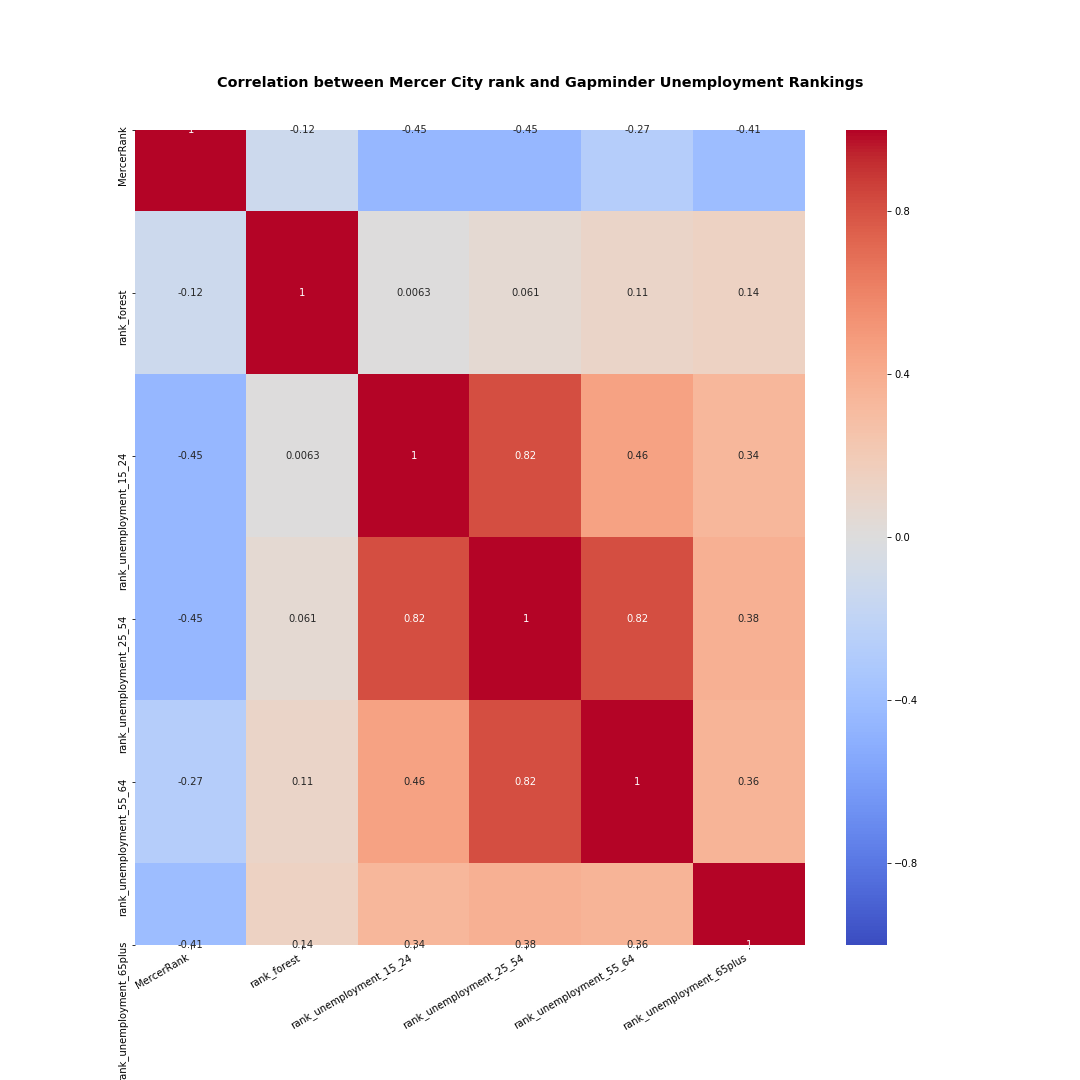 Correlation between Mercer City rank and Gapminder Unemployment Rankings
MercerRank
1 -0.12 -0.45 -0.45 -0.27 -0.41
rank_forest
-0.12 1 0.0063 0.061 0.11 0.14
rank_unemployment_15_24
-0.45 0.0063 1 0.82 0.46 0.34
rank_unemployment_25_54
-0.45 0.061 0.82 1 0.82 0.38
rank_unemployment_55_64
-0.27 0.11 0.46 0.82 1 0.36
ank_unemployment_65plus
-0.41 0.14 0.34 0.38 0.36 1
MercerRank
rank_forest
rank_unemployment_15_24
rank_unemployment_25_54
rank_unemployment_55_64
rank_unemployment_65plus
0.8
0.4
0.0
−0.4
−0.8